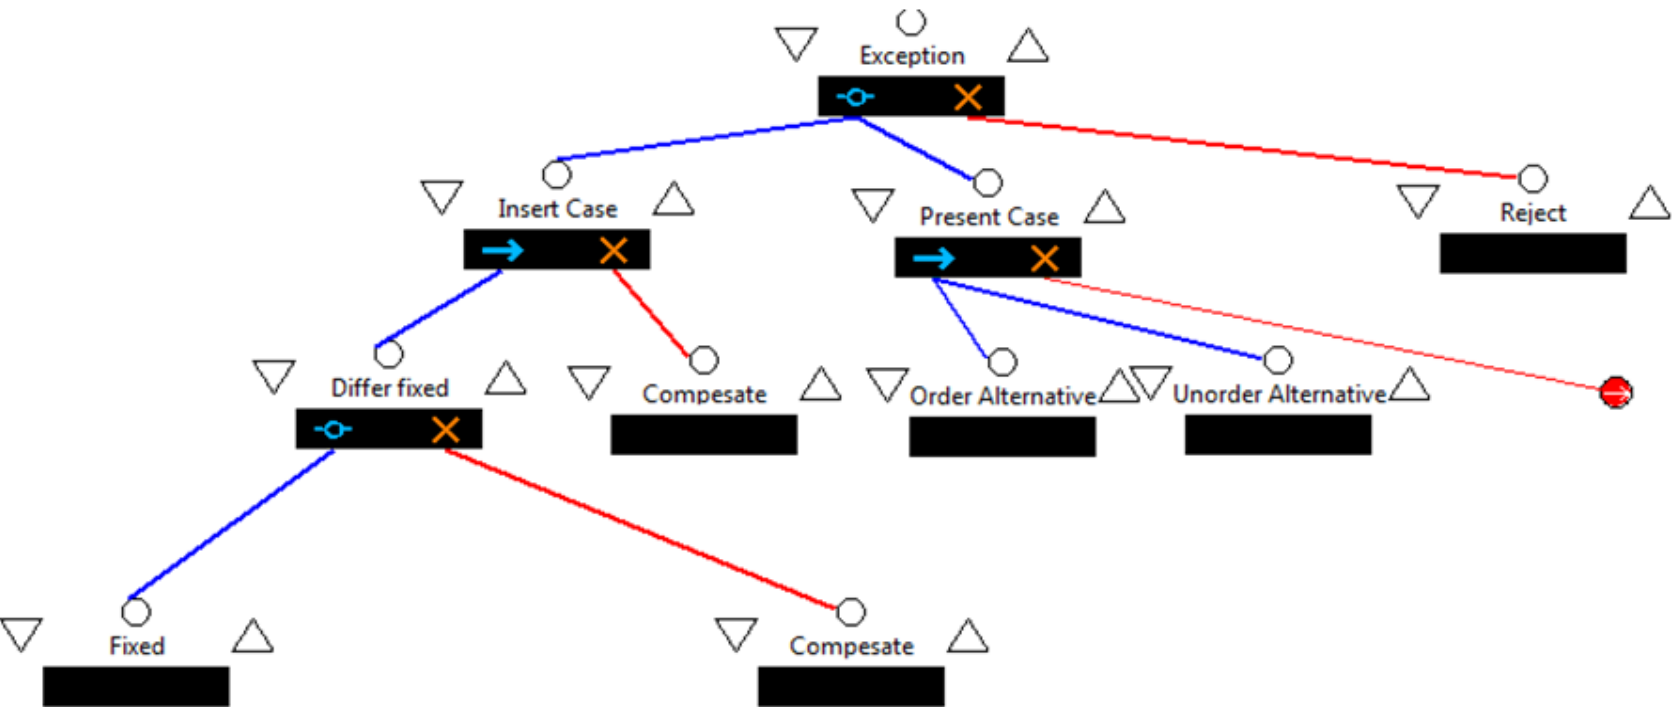 Exception
Insert Case
Present Case
Reject
Differ fixed
Compesate
Order Alternative
Unorder Alternative
Fixed
Compesate